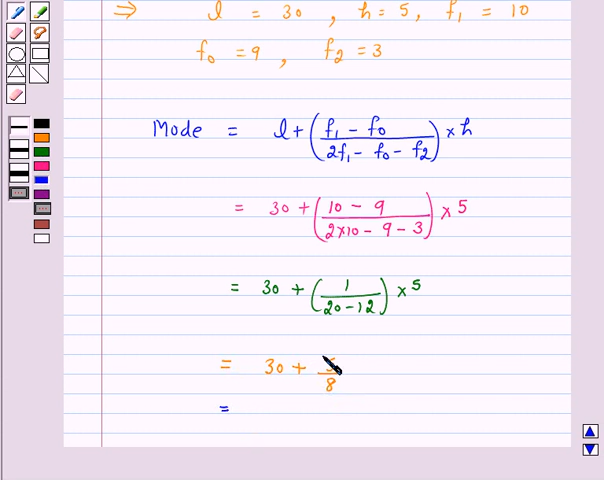 ⇒ l = 30 , h = 5, f₁ = 10
f₀ = 9 , f₂ = 3
Mode = l + ( (f₁ − f₀) / (2f₁ − f₀ − f₂) ) × h
= 30 + ( (10 − 9) / (2×10 − 9 − 3) ) × 5
= 30 + ( 1 / (20 − 12) ) × 5
= 30 + 5/8
=